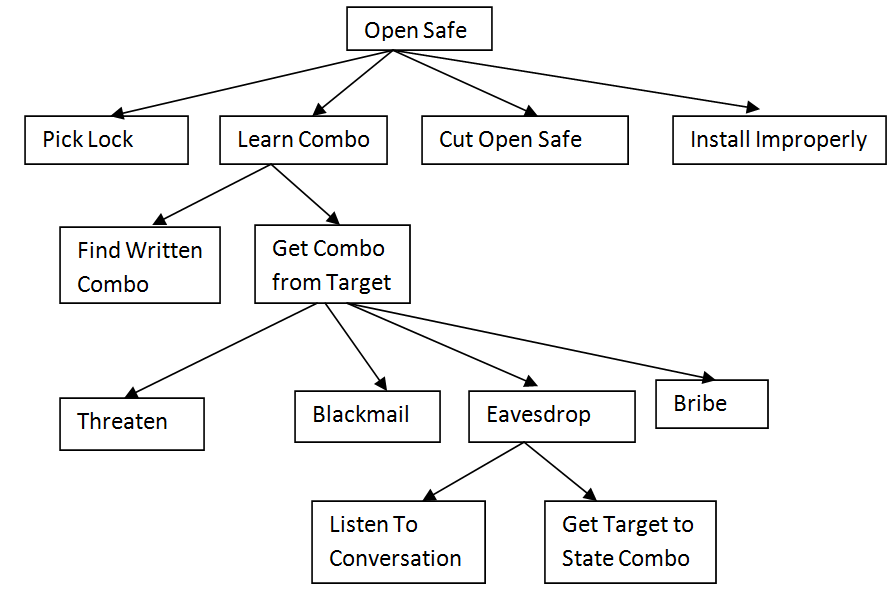 Open Safe
Pick Lock
Learn Combo
Cut Open Safe
Install Improperly
Find Written
Combo
Get Combo
from Target
Threaten
Blackmail
Eavesdrop
Bribe
Listen To
Conversation
Get Target to
State Combo